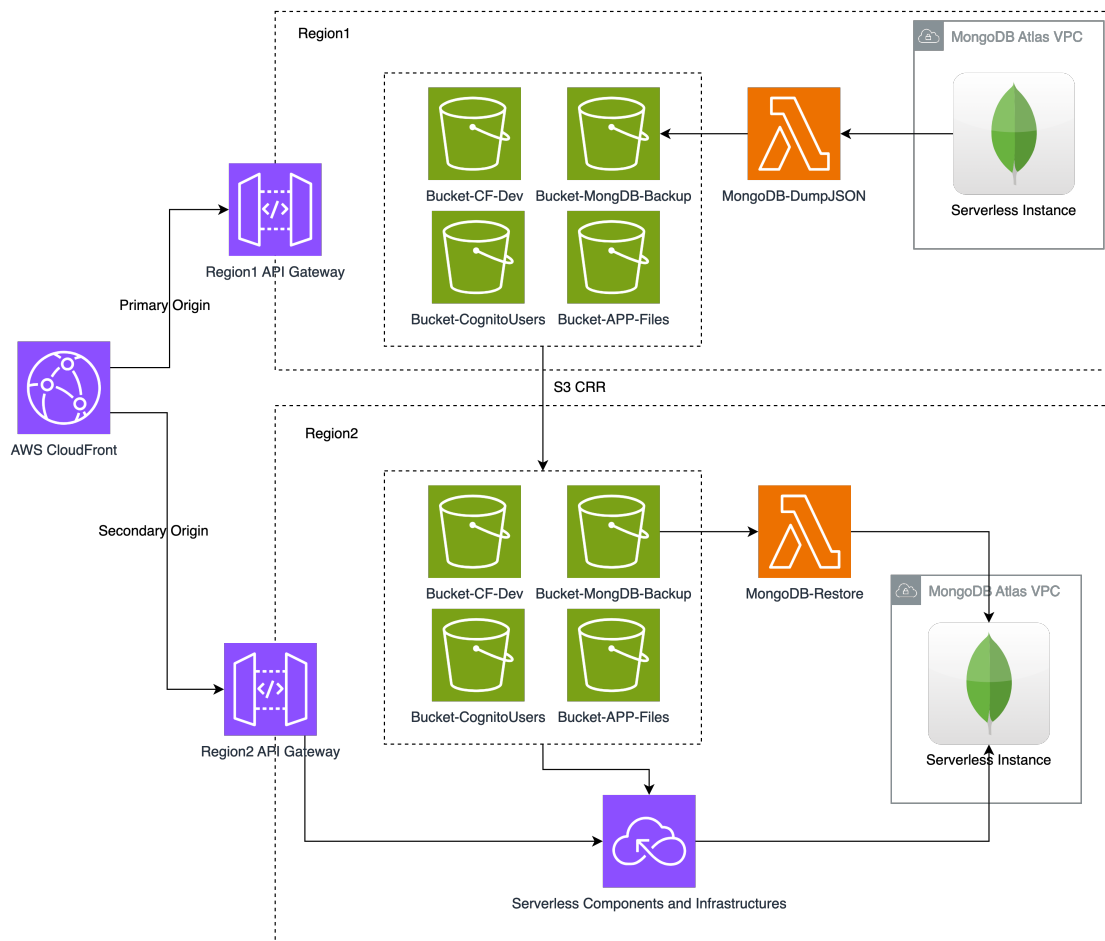 Region1
MongoDB Atlas VPC
Bucket-CF-Dev
Bucket-MongDB-Backup
MongoDB-DumpJSON
Serverless Instance
Region1 API Gateway
Primary Origin
Bucket-CognitoUsers
Bucket-APP-Files
S3 CRR
AWS CloudFront
Region2
Secondary Origin
Bucket-CF-Dev
Bucket-MongDB-Backup
MongoDB-Restore
MongoDB Atlas VPC
Bucket-CognitoUsers
Bucket-APP-Files
Region2 API Gateway
Serverless Instance
Serverless Components and Infrastructures